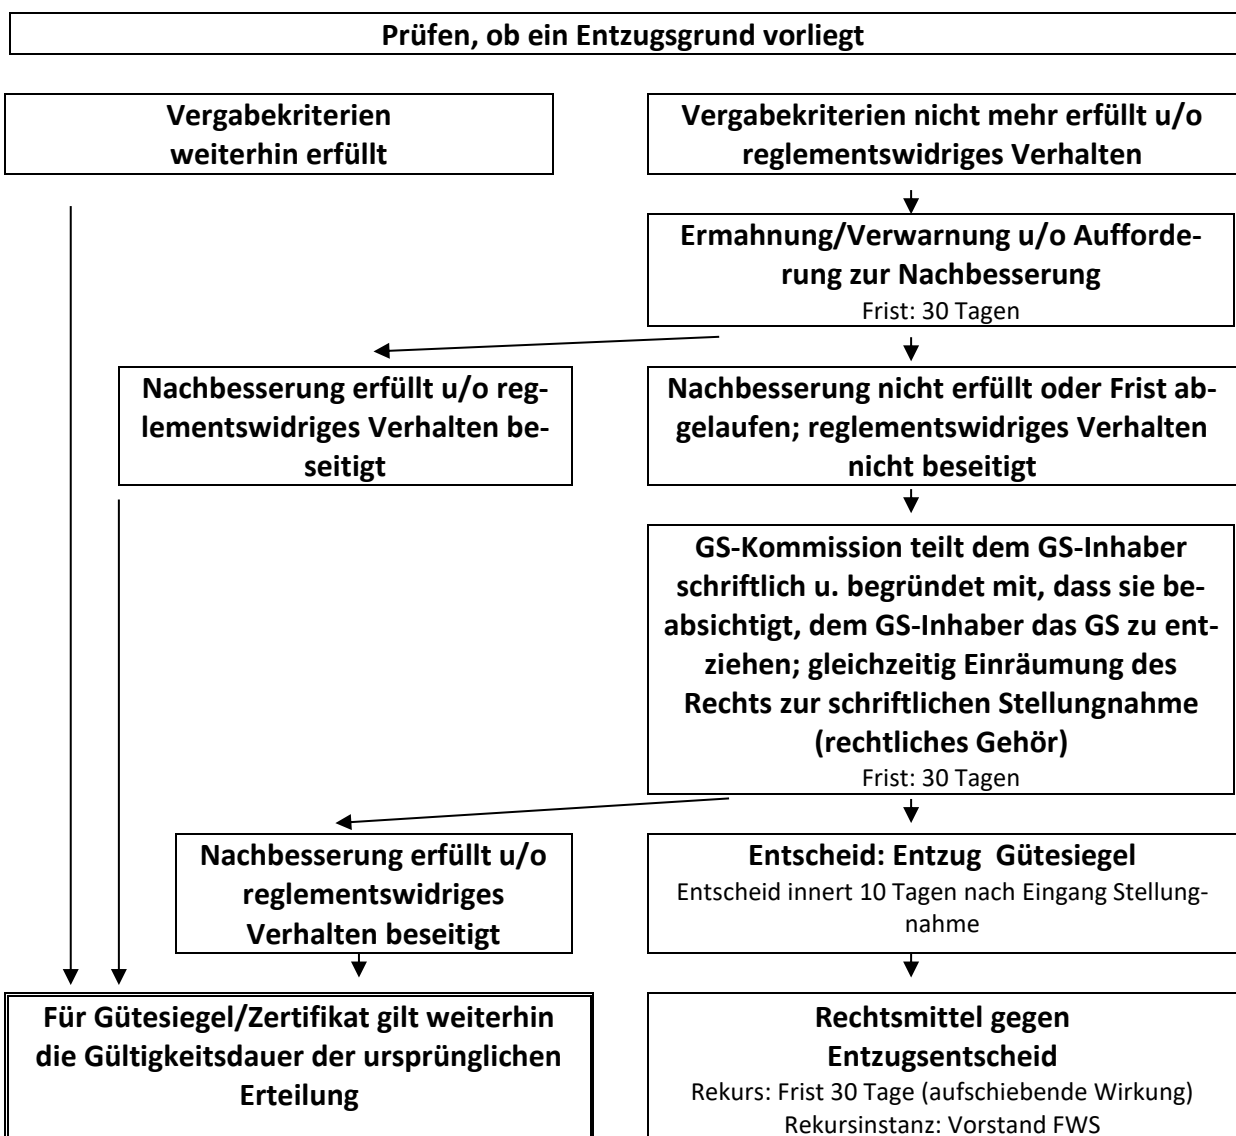 Prüfen, ob ein Entzugsgrund vorliegt
Vergabekriterien
weiterhin erfüllt
Vergabekriterien nicht mehr erfüllt u/o
reglementswidriges Verhalten
Ermahnung/Verwarnung u/o Aufforde-
rung zur Nachbesserung
Frist: 30 Tagen
Nachbesserung erfüllt u/o reg-
lementswidriges Verhalten be-
seitigt
Nachbesserung nicht erfüllt oder Frist ab-
gelaufen; reglementswidriges Verhalten
nicht beseitigt
GS-Kommission teilt dem GS-Inhaber
schriftlich u. begründet mit, dass sie be-
absichtigt, dem GS-Inhaber das GS zu ent-
ziehen; gleichzeitig Einräumung des
Rechts zur schriftlichen Stellungnahme
(rechtliches Gehör)
Frist: 30 Tagen
Nachbesserung erfüllt u/o
reglementswidriges
Verhalten beseitigt
Entscheid: Entzug  Gütesiegel
Entscheid innert 10 Tagen nach Eingang Stellung-
nahme
Für Gütesiegel/Zertifikat gilt weiterhin
die Gültigkeitsdauer der ursprünglichen
Erteilung
Rechtsmittel gegen
Entzugsentscheid
Rekurs: Frist 30 Tage (aufschiebende Wirkung)
Rekursinstanz: Vorstand FWS